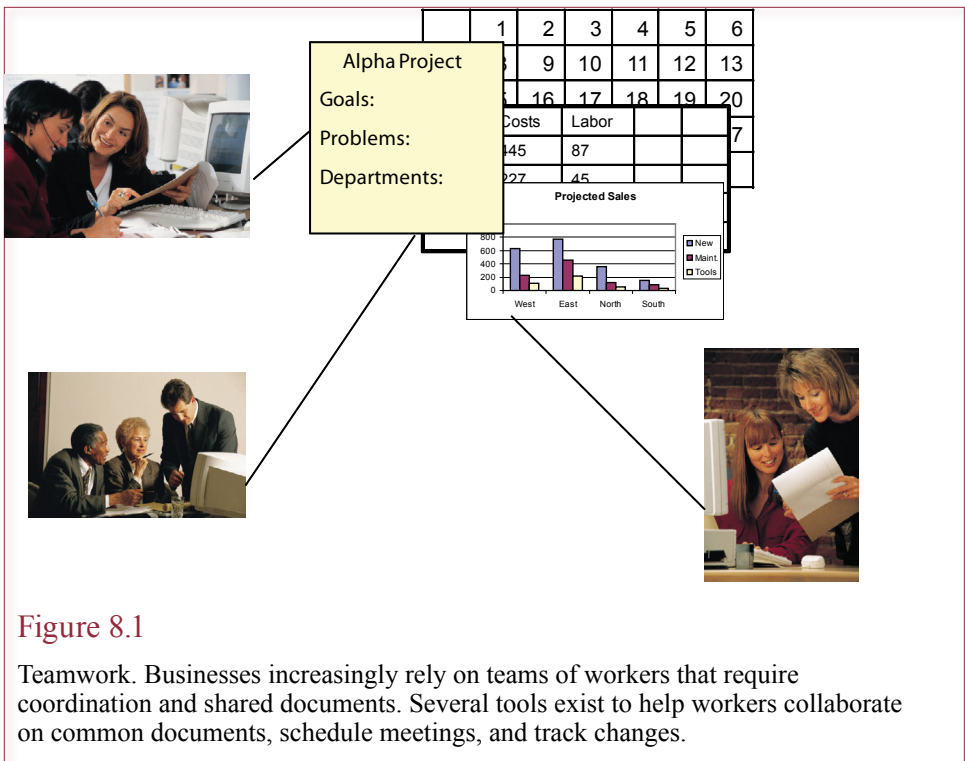 1 2 3 4 5 6
9 10 11 12 13
16 17 18 19 20
7
Alpha Project
Goals:
Problems:
Departments:
Costs Labor
445 87
227 45
Projected Sales
800
600
400
200
0
West East North South
New
Maint.
Tools
Figure 8.1
Teamwork. Businesses increasingly rely on teams of workers that require
coordination and shared documents. Several tools exist to help workers collaborate
on common documents, schedule meetings, and track changes.